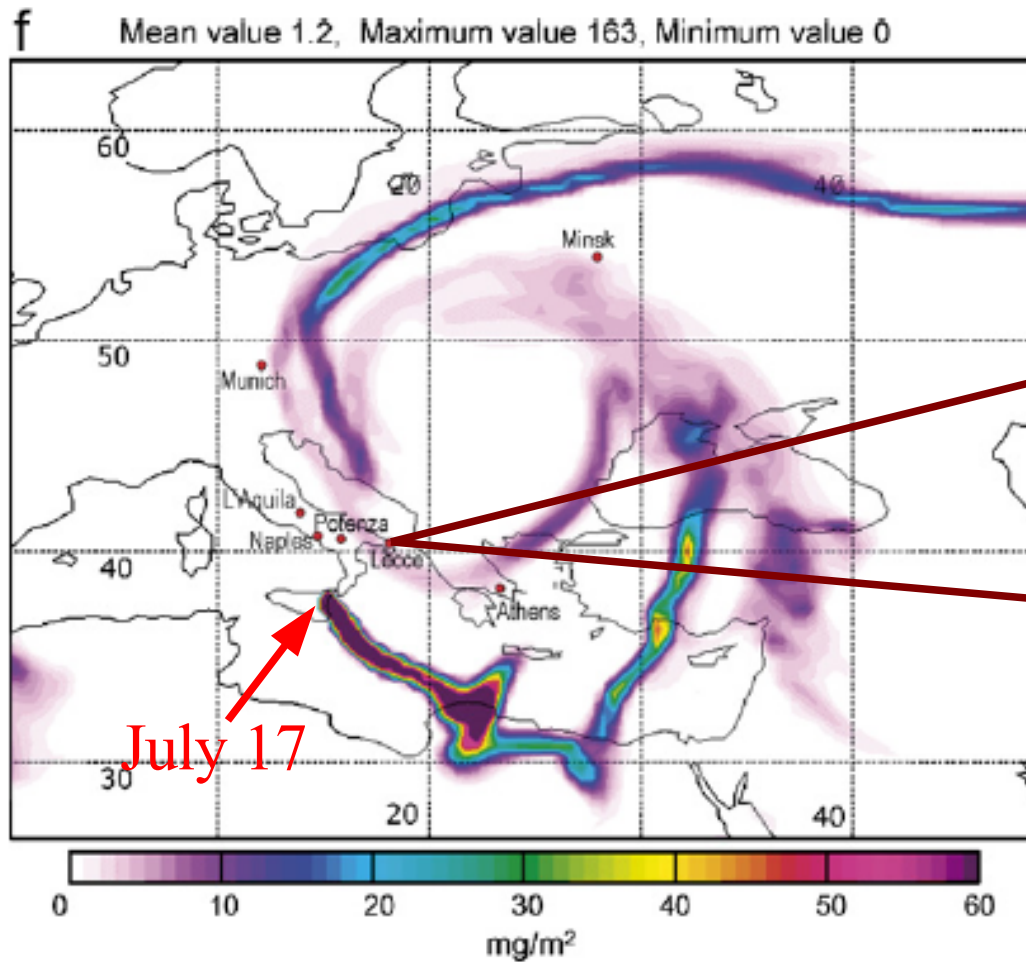 f
Mean value 1.2, Maximum value 163, Minimum value 0
60
20
40
Minsk
50
Munich
L'Aquila
Potenza
Naples
Lecce
40
Athens
July 17
30
20
40
0 10 20 30 40 50 60
mg/m²